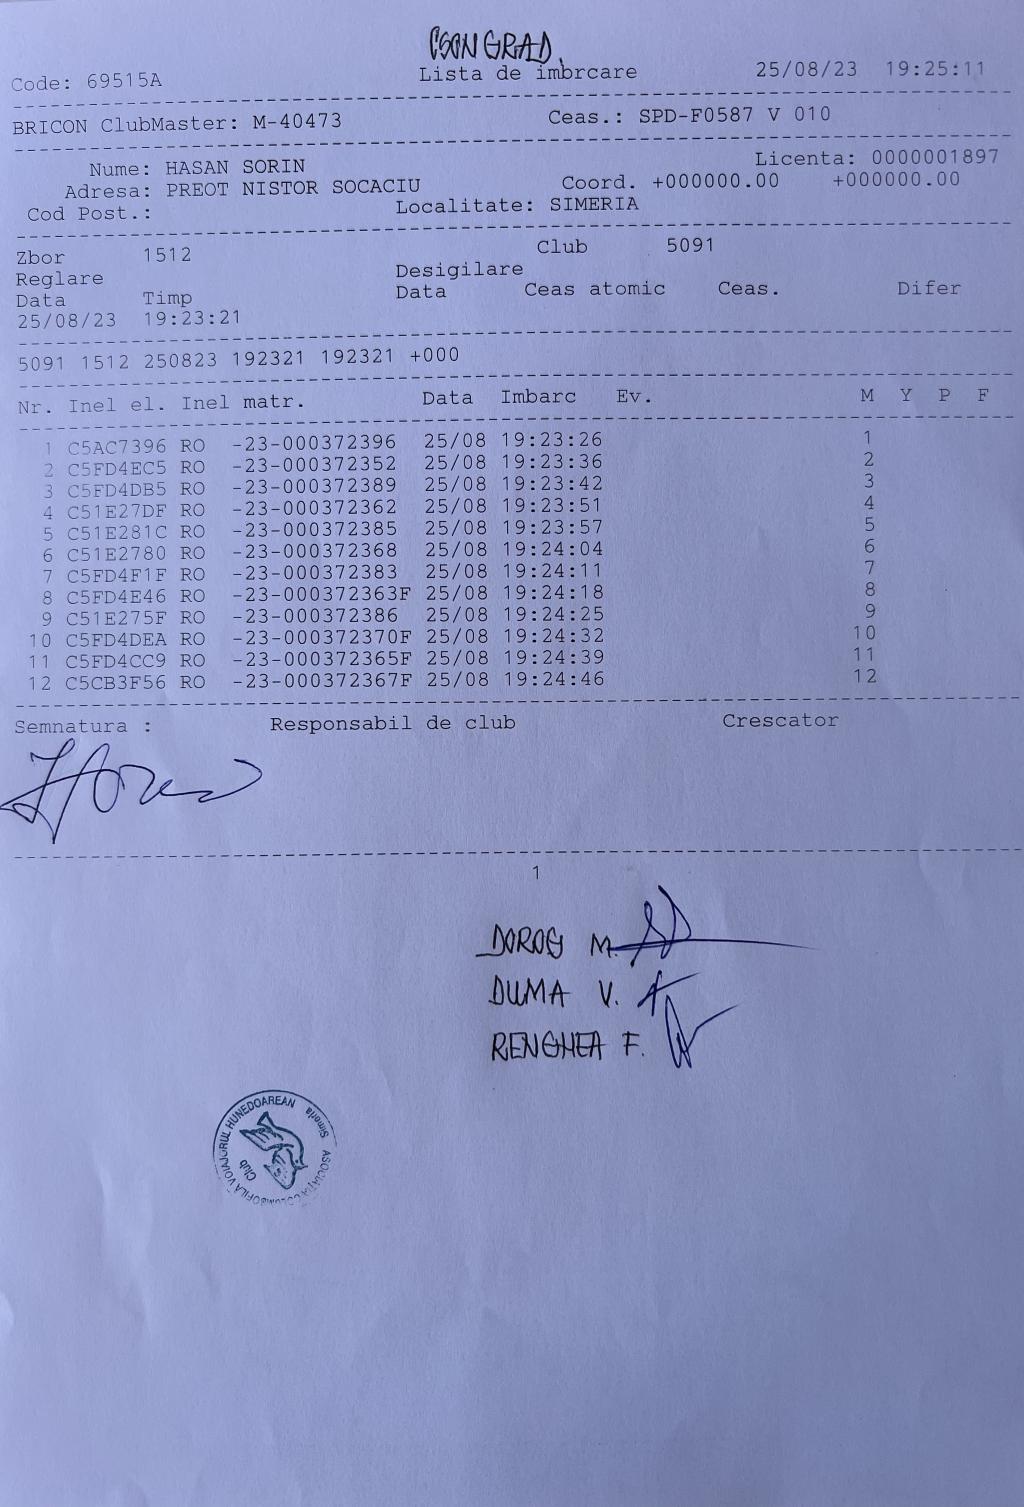 CSONGRAD
Code: 69515A Lista de imbrcare 25/08/23 19:25:11
BRICON ClubMaster: M-40473 Ceas.: SPD-F0587 V 010
Nume: HASAN SORIN Licenta: 0000001897
Adresa: PREOT NISTOR SOCACIU Coord. +000000.00 +000000.00
Cod Post.: Localitate: SIMERIA
Zbor 1512 Club 5091
Reglare Desigilare
Data Timp Data Ceas atomic Ceas. Difer
25/08/23 19:23:21
5091 1512 250823 192321 192321 +000
Nr. Inel el. Inel matr. Data Imbarc Ev. M Y P F
1 C5AC7396 RO -23-000372396 25/08 19:23:26 1
2 C5FD4EC5 RO -23-000372352 25/08 19:23:36 2
3 C5FD4DB5 RO -23-000372389 25/08 19:23:42 3
4 C51E27DF RO -23-000372362 25/08 19:23:51 4
5 C51E281C RO -23-000372385 25/08 19:23:57 5
6 C51E2780 RO -23-000372368 25/08 19:24:04 6
7 C5FD4F1F RO -23-000372383 25/08 19:24:11 7
8 C5FD4E46 RO -23-000372363F 25/08 19:24:18 8
9 C51E275F RO -23-000372386 25/08 19:24:25 9
10 C5FD4DEA RO -23-000372370F 25/08 19:24:32 10
11 C5FD4CC9 RO -23-000372365F 25/08 19:24:39 11
12 C5CB3F56 RO -23-000372367F 25/08 19:24:46 12
Semnatura : Responsabil de club Crescator
1
DOROG M.
DUMA V.
RENGHEA F.
ASOCIAȚIA COLUMBOFILĂ VOIAJORUL HUNEDOAREAN
Club Simeria